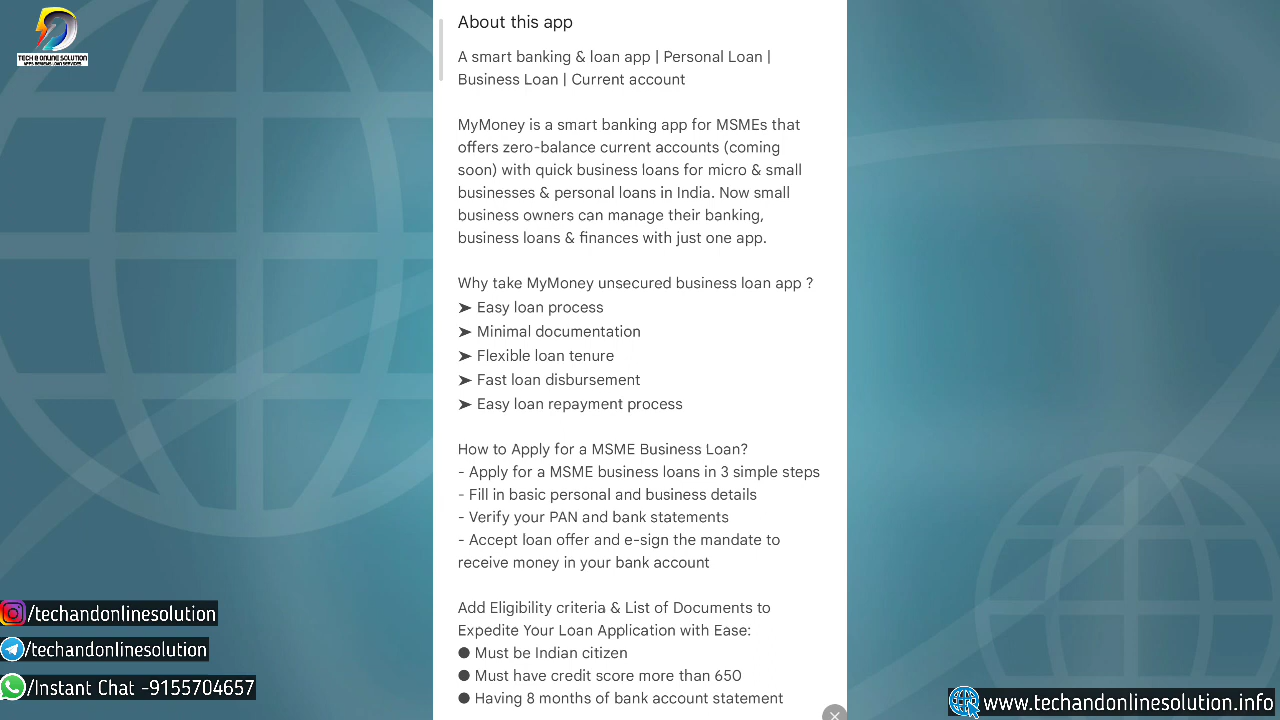 TECH & ONLINE SOLUTION
About this app
A smart banking & loan app | Personal Loan |
Business Loan | Current account
MyMoney is a smart banking app for MSMEs that
offers zero-balance current accounts (coming
soon) with quick business loans for micro & small
businesses & personal loans in India. Now small
business owners can manage their banking,
business loans & finances with just one app.
Why take MyMoney unsecured business loan app ?
➤ Easy loan process
➤ Minimal documentation
➤ Flexible loan tenure
➤ Fast loan disbursement
➤ Easy loan repayment process
How to Apply for a MSME Business Loan?
- Apply for a MSME business loans in 3 simple steps
- Fill in basic personal and business details
- Verify your PAN and bank statements
- Accept loan offer and e-sign the mandate to
receive money in your bank account
Add Eligibility criteria & List of Documents to
Expedite Your Loan Application with Ease:
● Must be Indian citizen
● Must have credit score more than 650
● Having 8 months of bank account statement
/techandonlinesolution
/techandonlinesolution
/Instant Chat -9155704657
www.techandonlinesolution.info